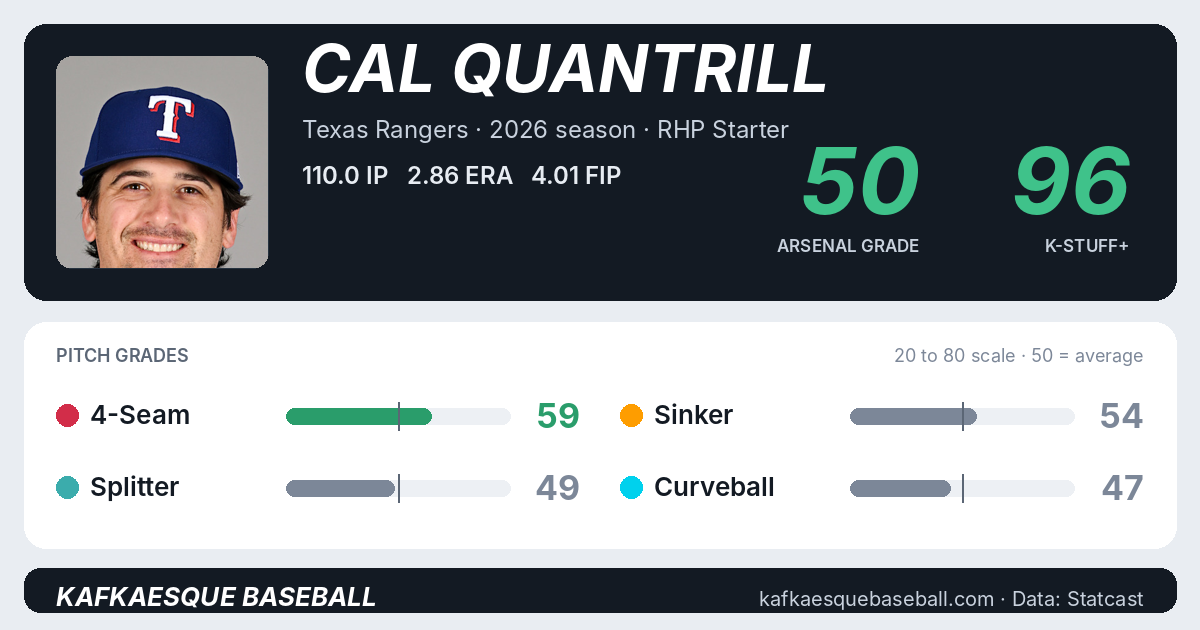 CAL QUANTRILL
Texas Rangers · 2026 season · RHP Starter
110.0 IP 2.86 ERA 4.01 FIP
50 96
ARSENAL GRADE K-STUFF+
T
PITCH GRADES 20 to 80 scale · 50 = average
4-Seam 59 Sinker 54
Splitter 49 Curveball 47
KAFKAESQUE BASEBALL kafkaesquebaseball.com · Data: Statcast